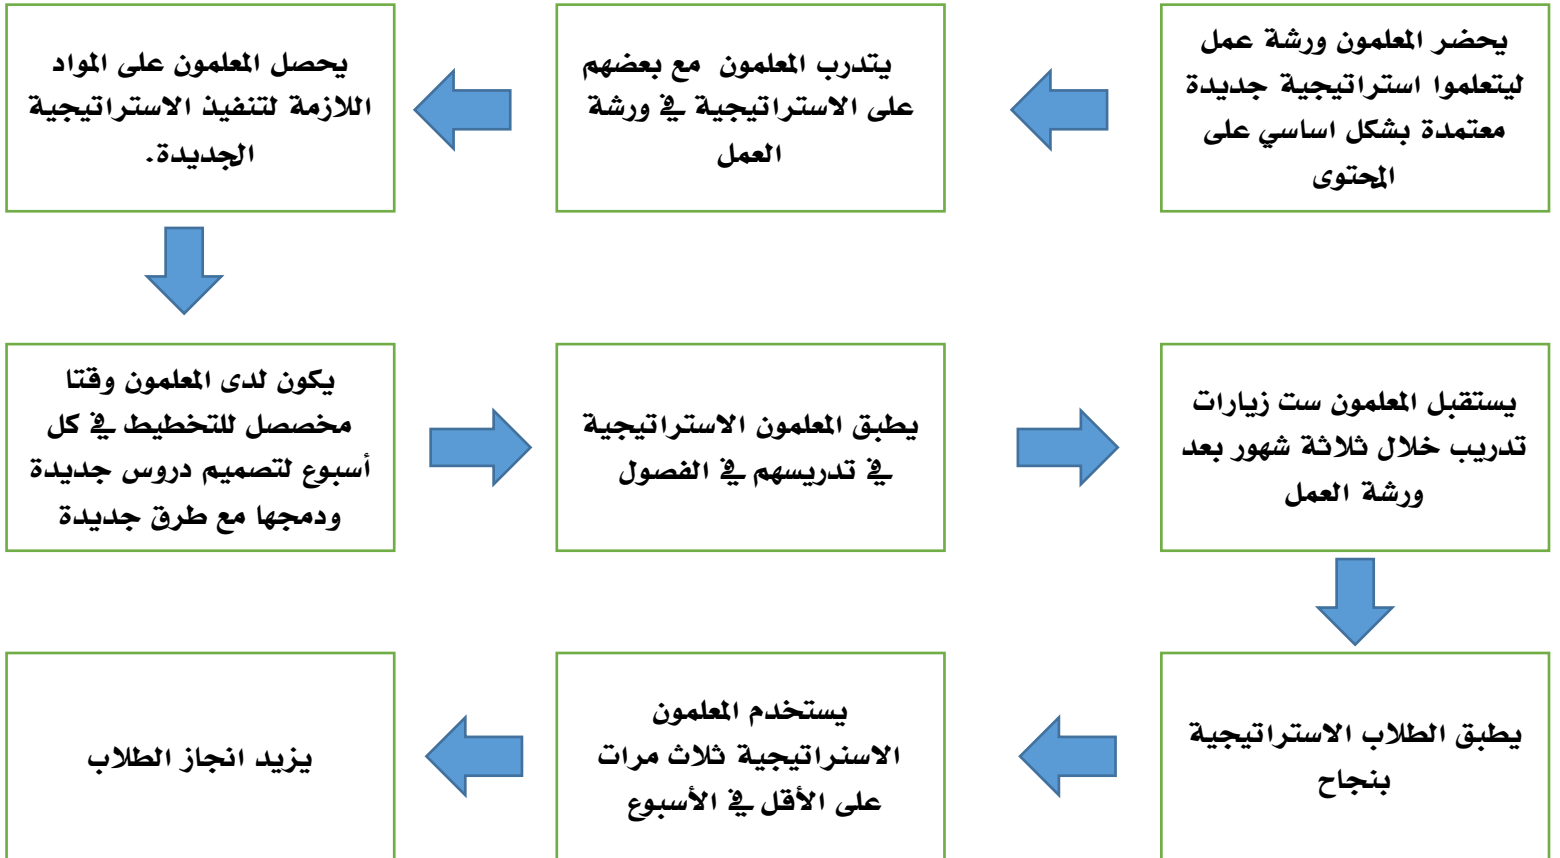 يحضر المعلمون ورشة عمل
ليتعلموا استراتيجية جديدة
معتمدة بشكل اساسي على
المحتوى
يتدرب المعلمون مع بعضهم
على الاستراتيجية في ورشة
العمل
يحصل المعلمون على المواد
اللازمة لتنفيذ الاستراتيجية
الجديدة.
يكون لدى المعلمون وقتا
مخصصل للتخطيط في كل
أسبوع لتصميم دروس جديدة
ودمجها مع طرق جديدة
يطبق المعلمون الاستراتيجية
في تدريسهم في الفصول
يستقبل المعلمون ست زيارات
تدريب خلال ثلاثة شهور بعد
ورشة العمل
يطبق الطلاب الاستراتيجية
بنجاح
يستخدم المعلمون
الاسنراتيجية ثلاث مرات
على الأقل في الأسبوع
يزيد انجاز الطلاب